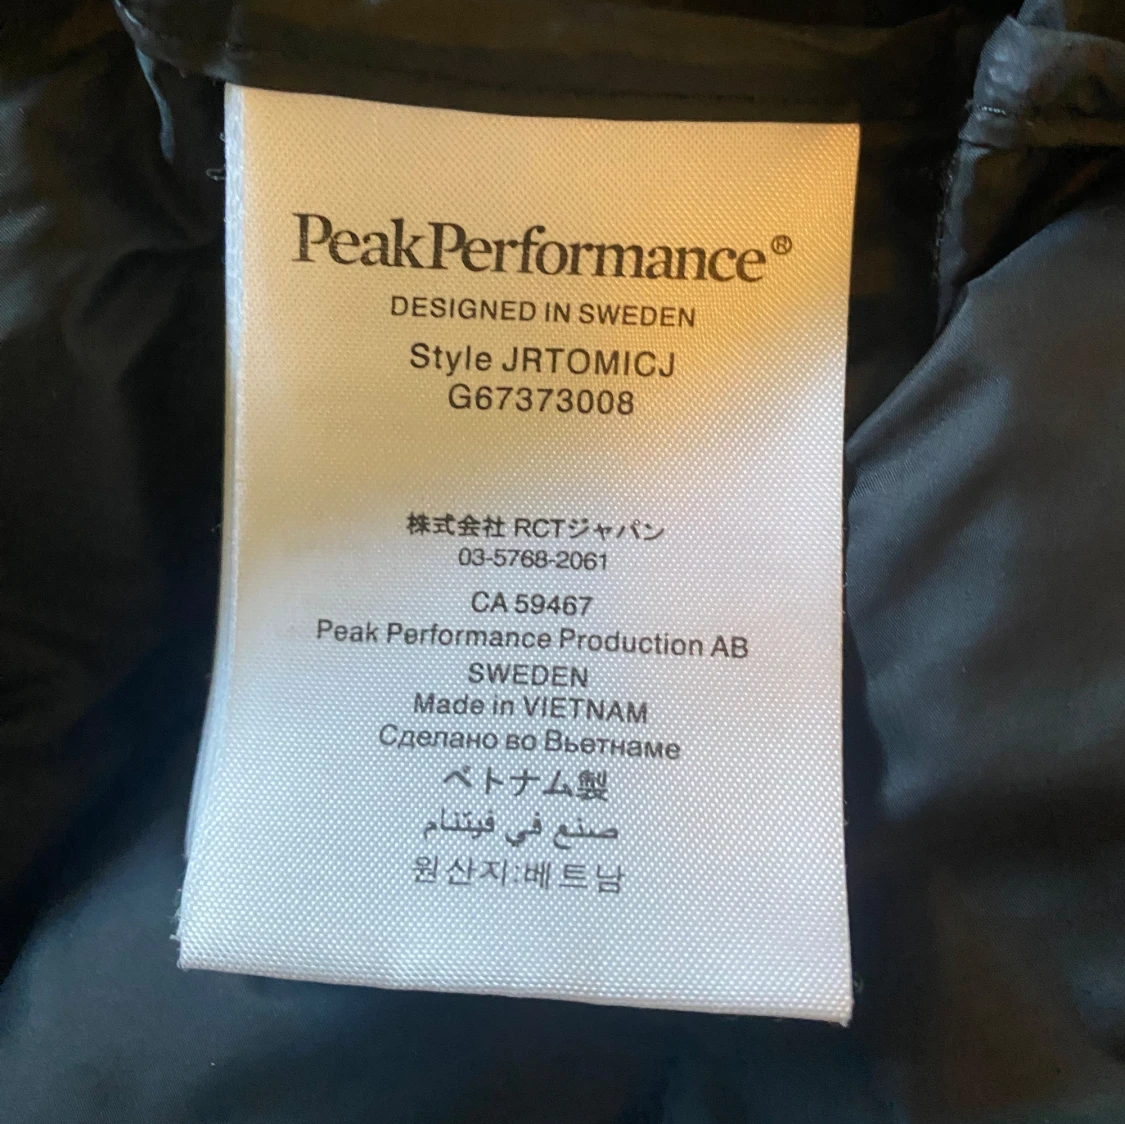 PeakPerformance®
DESIGNED IN SWEDEN
Style JRTOMICJ
G67373008
株式会社 RCTジャパン
03-5768-2061
CA 59467
Peak Performance Production AB
SWEDEN
Made in VIETNAM
Сделано во Вьетнаме
ベトナム製
صنع في فيتنام
원산지:베트남